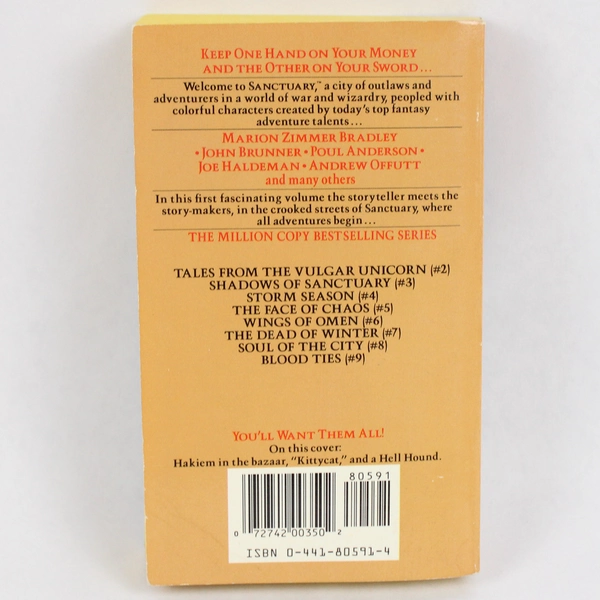 Keep One Hand on Your Money
and the Other on Your Sword...
Welcome to Sanctuary,™ a city of outlaws and
adventurers in a world of war and wizardry, peopled with
colorful characters created by today's top fantasy
adventure talents...
Marion Zimmer Bradley
• John Brunner • Poul Anderson •
Joe Haldeman • Andrew Offutt
and many others
In this first fascinating volume the storyteller meets the
story-makers, in the crooked streets of Sanctuary, where
all adventures begin...
THE MILLION COPY BESTSELLING SERIES
TALES FROM THE VULGAR UNICORN (#2)
SHADOWS OF SANCTUARY (#3)
STORM SEASON (#4)
THE FACE OF CHAOS (#5)
WINGS OF OMEN (#6)
THE DEAD OF WINTER (#7)
SOUL OF THE CITY (#8)
BLOOD TIES (#9)
You'll Want Them All!
On this cover:
Hakiem in the bazaar, "Kittycat," and a Hell Hound.
80591
0 72742 00350 2
ISBN 0-441-80591-4